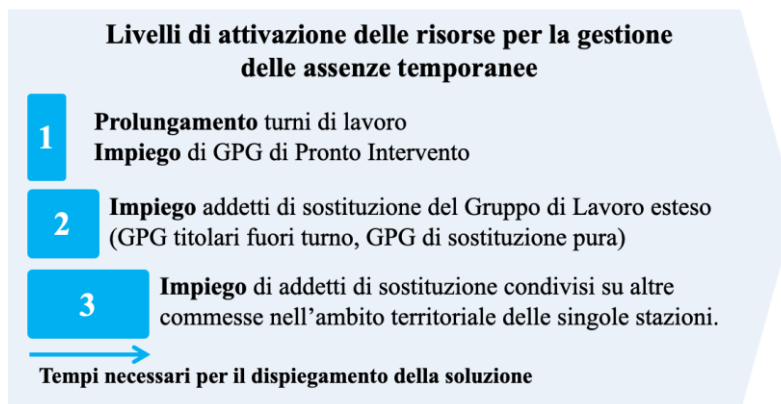 Livelli di attivazione delle risorse per la gestione
delle assenze temporanee
1
Prolungamento turni di lavoro
Impiego di GPG di Pronto Intervento
2
Impiego addetti di sostituzione del Gruppo di Lavoro esteso
(GPG titolari fuori turno, GPG di sostituzione pura)
3
Impiego di addetti di sostituzione condivisi su altre
commesse nell’ambito territoriale delle singole stazioni.
Tempi necessari per il dispiegamento della soluzione